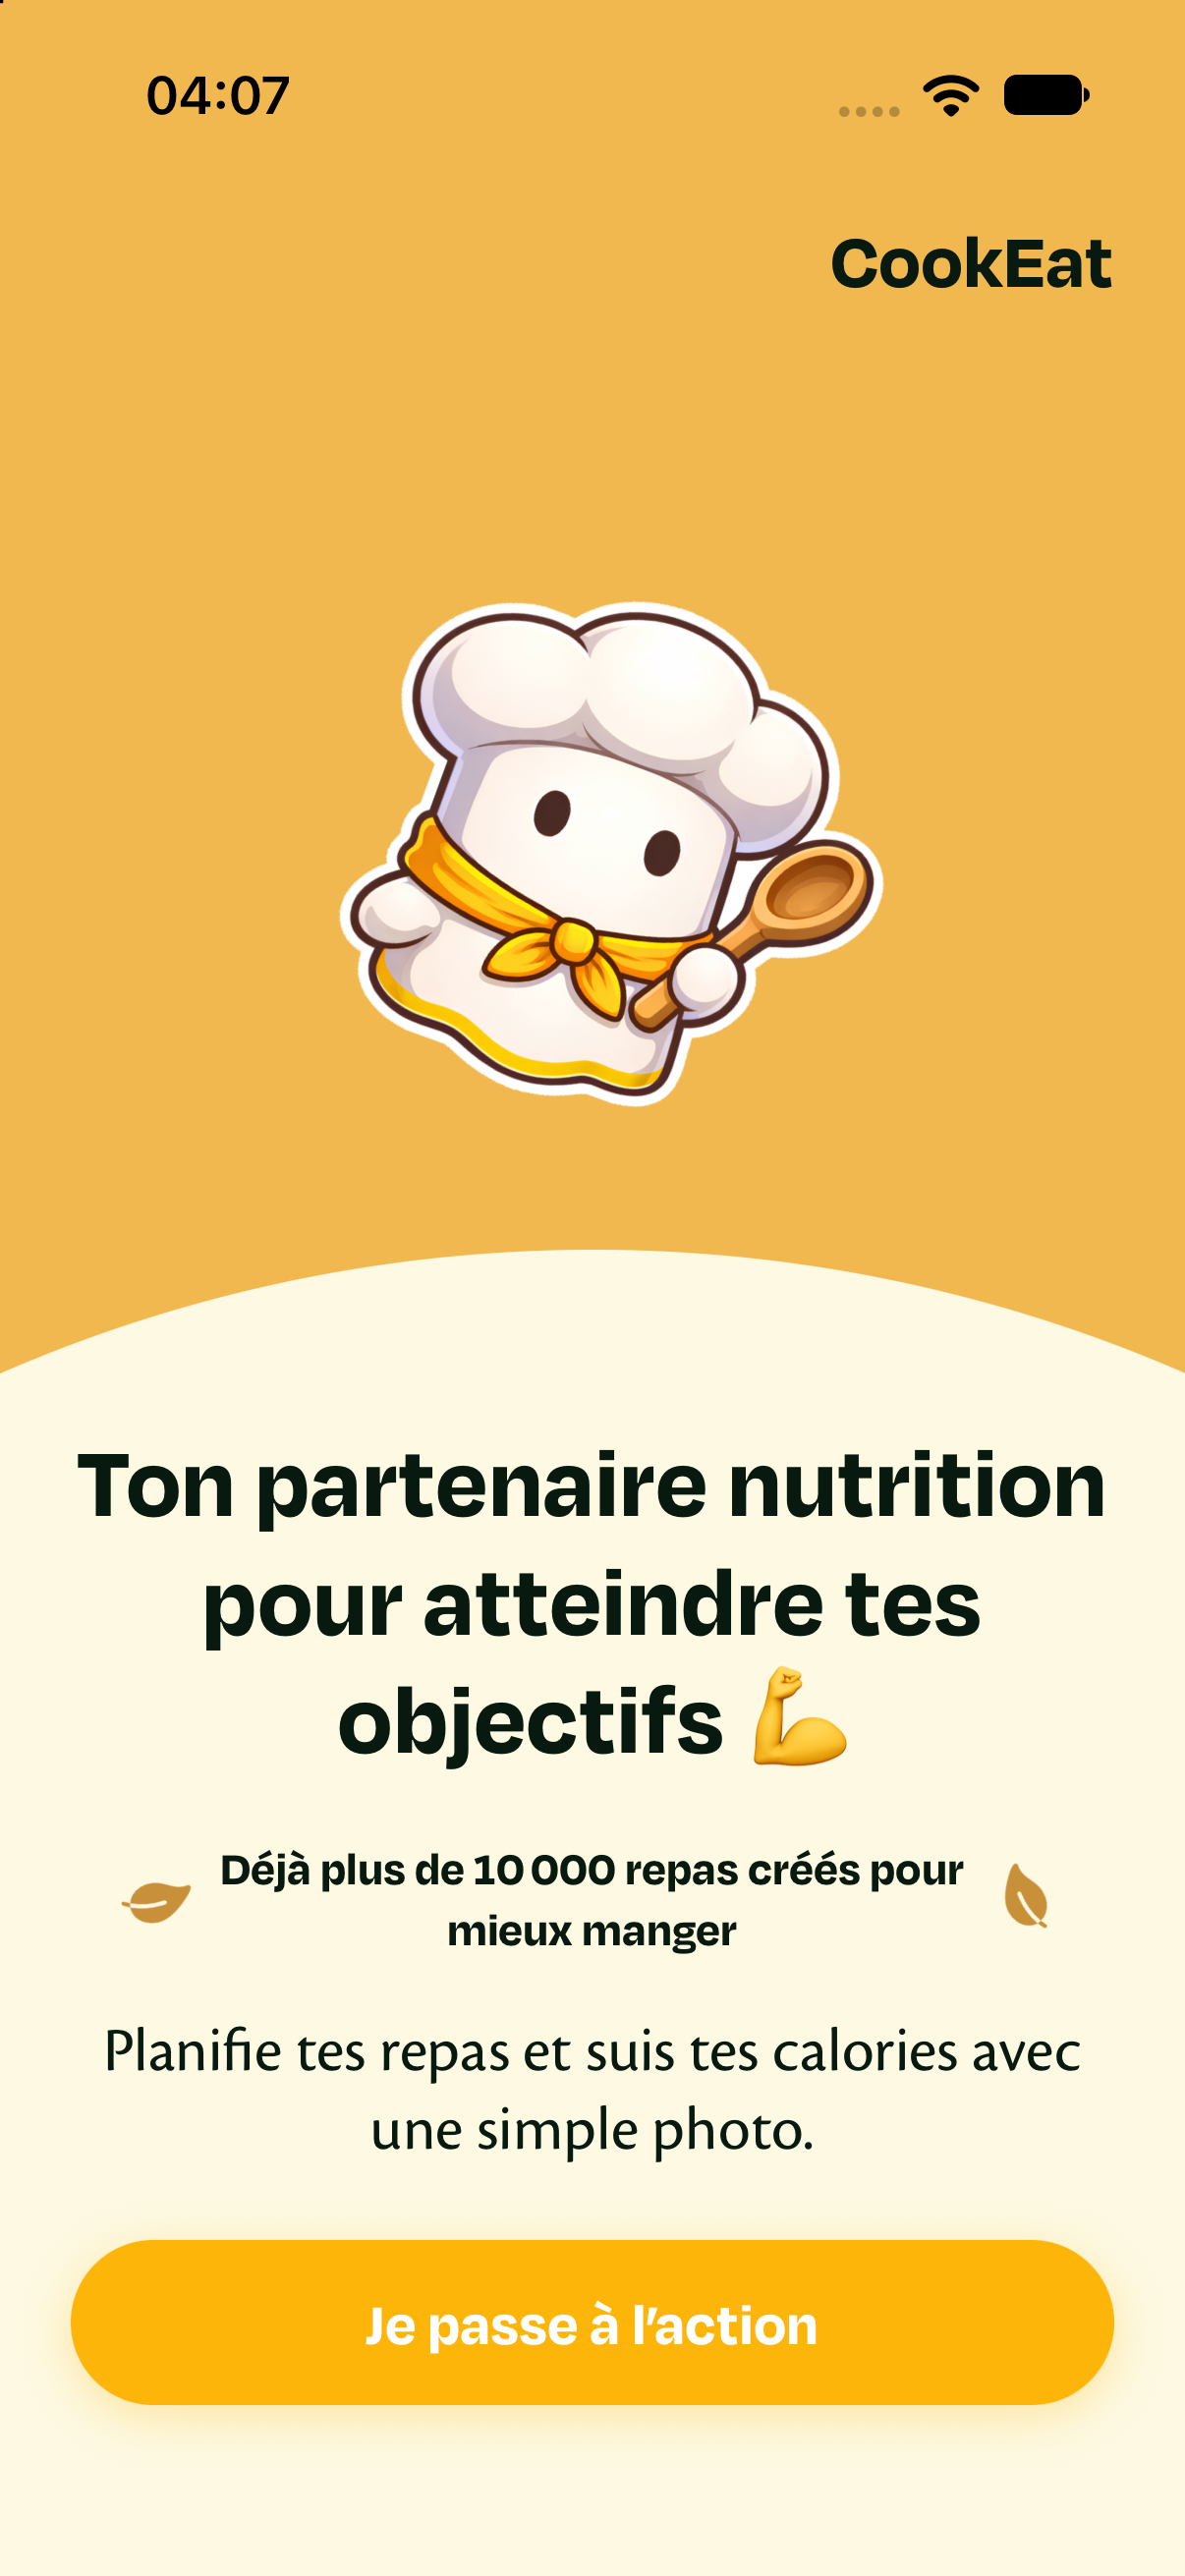 04:07
CookEat
Ton partenaire nutrition
pour atteindre tes
objectifs 💪
Déjà plus de 10 000 repas créés pour
mieux manger
Planifie tes repas et suis tes calories avec
une simple photo.
Je passe à l’action